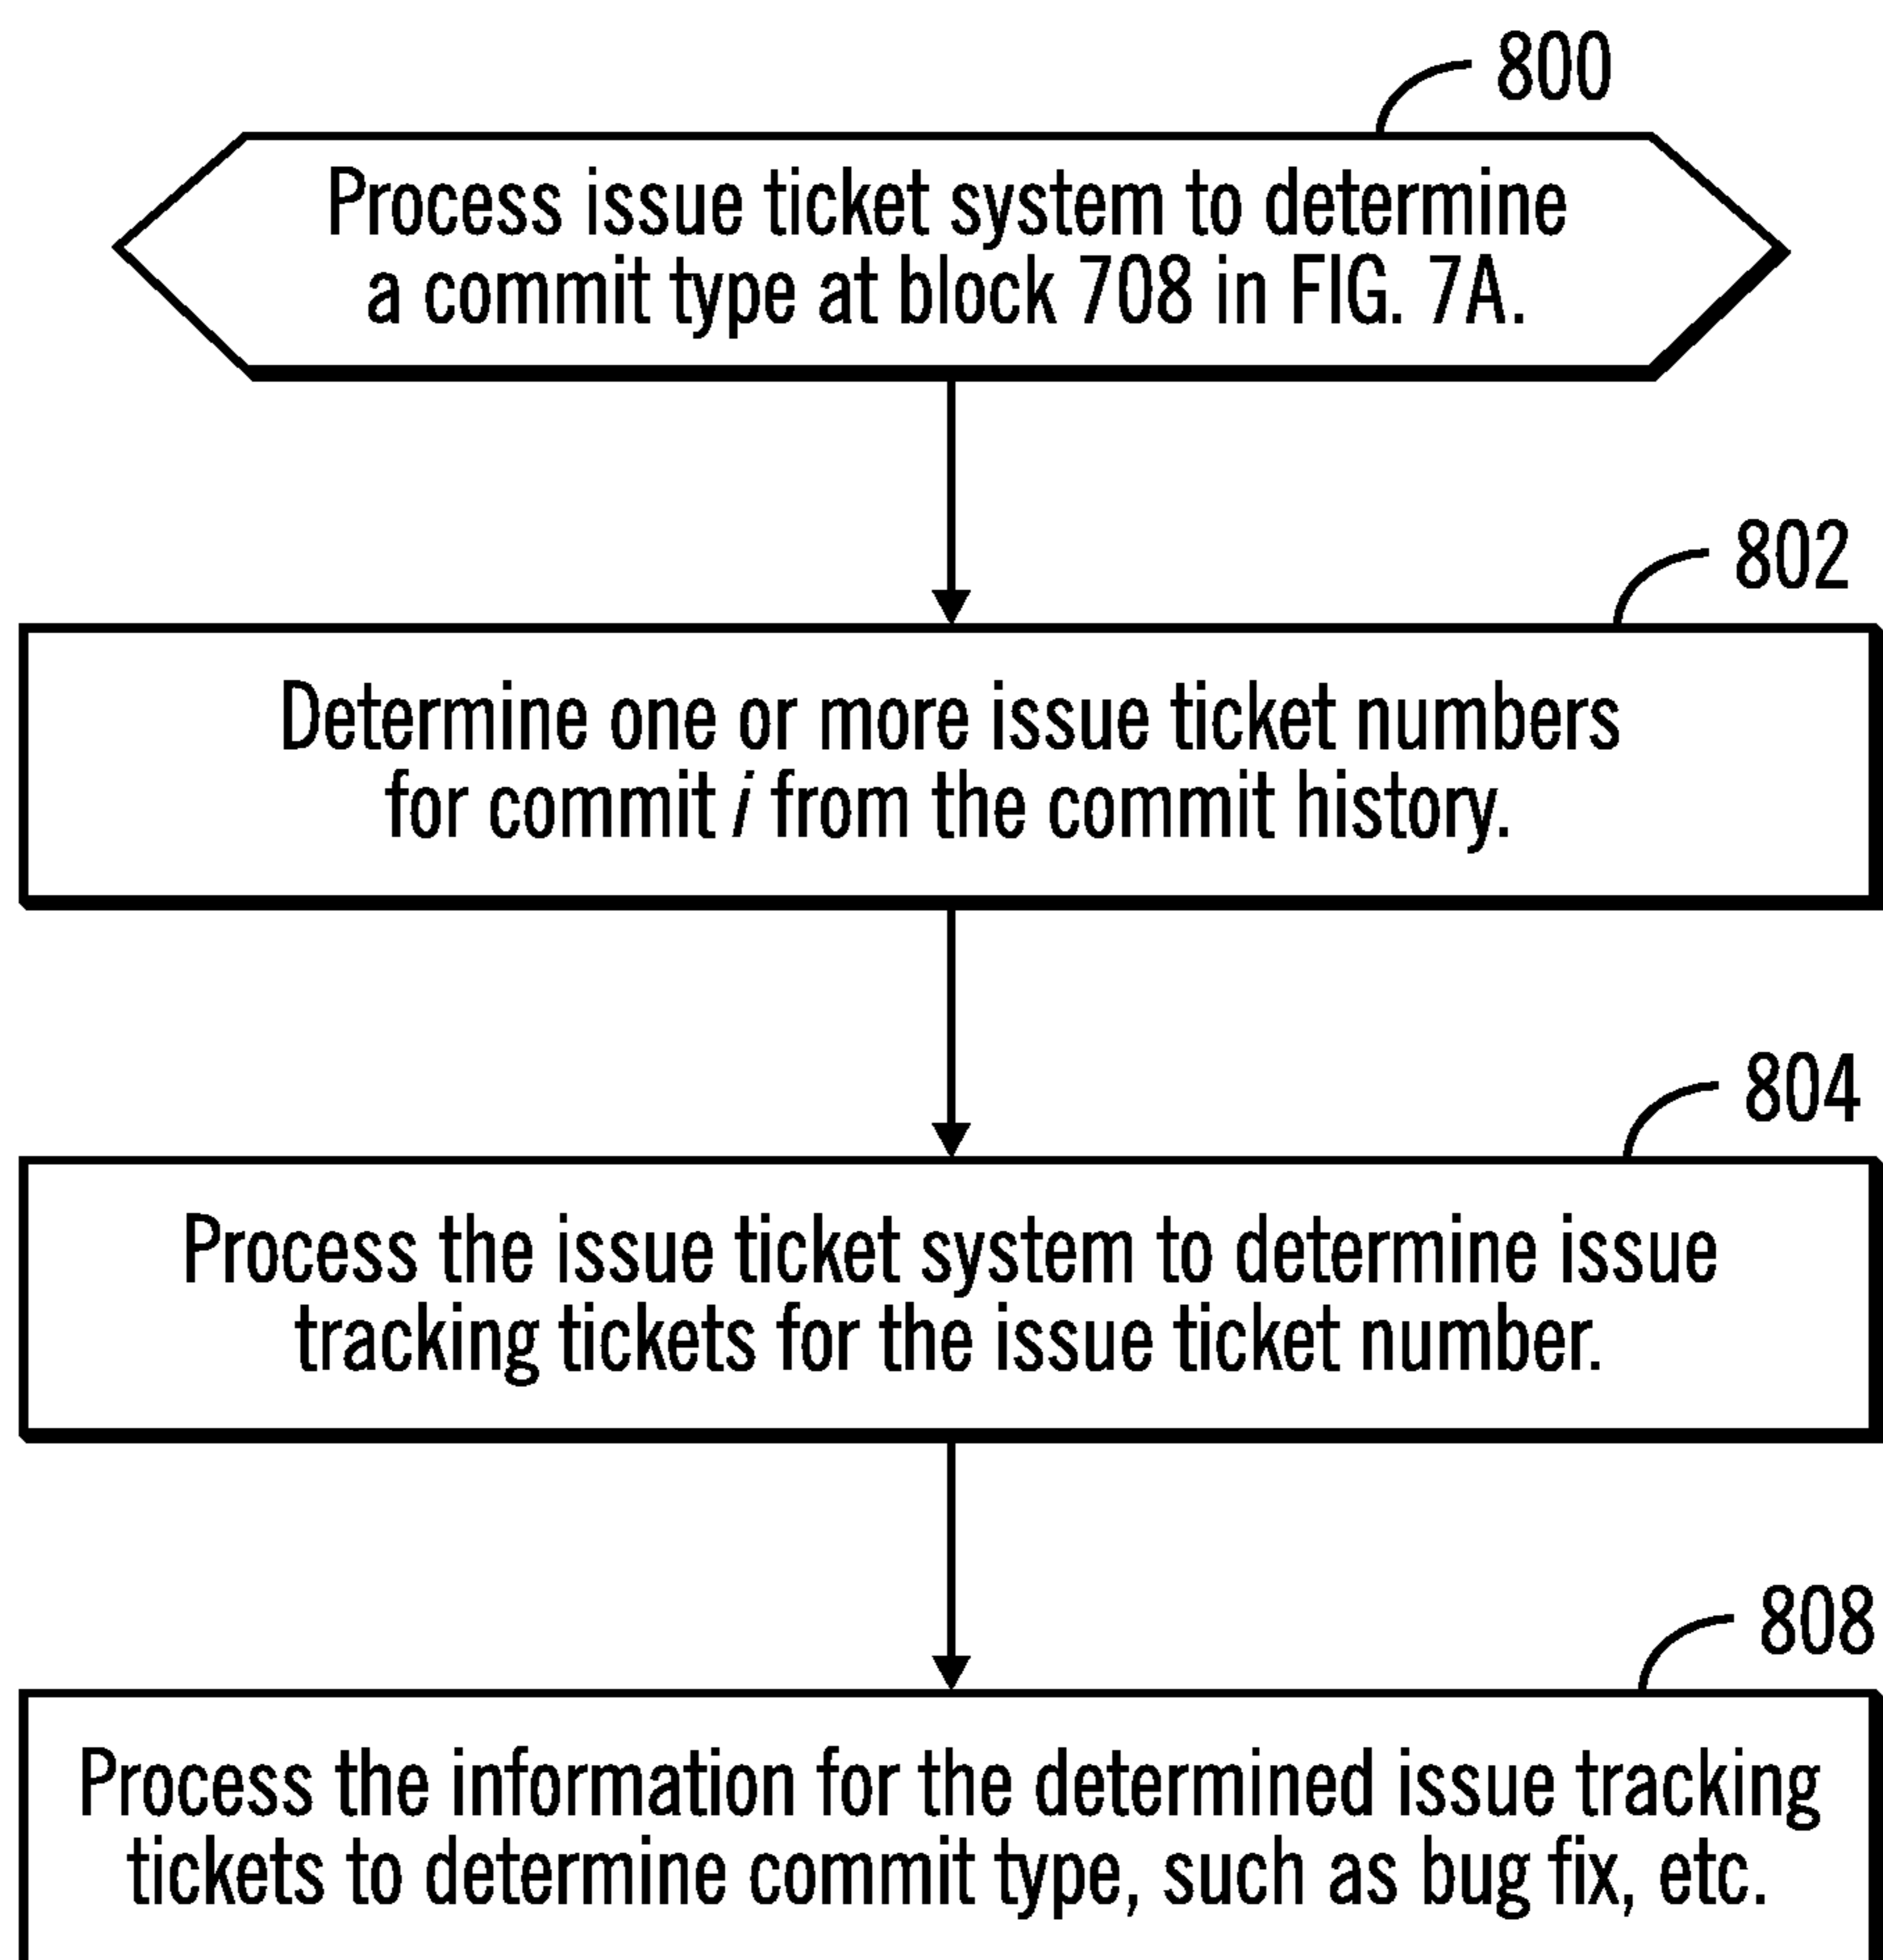 800
Process issue ticket system to determine
a commit type at block 708 in FIG. 7A.
802
Determine one or more issue ticket numbers
for commit i from the commit history.
804
Process the issue ticket system to determine issue
tracking tickets for the issue ticket number.
808
Process the information for the determined issue tracking
tickets to determine commit type, such as bug fix, etc.